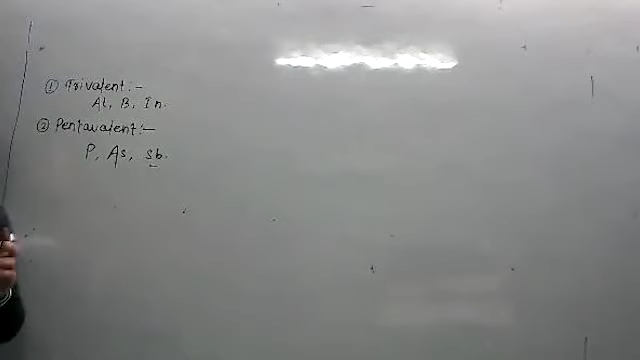 ① Trivalent:-
Al, B, In.
② Pentavalent:-
P, As, Sb.